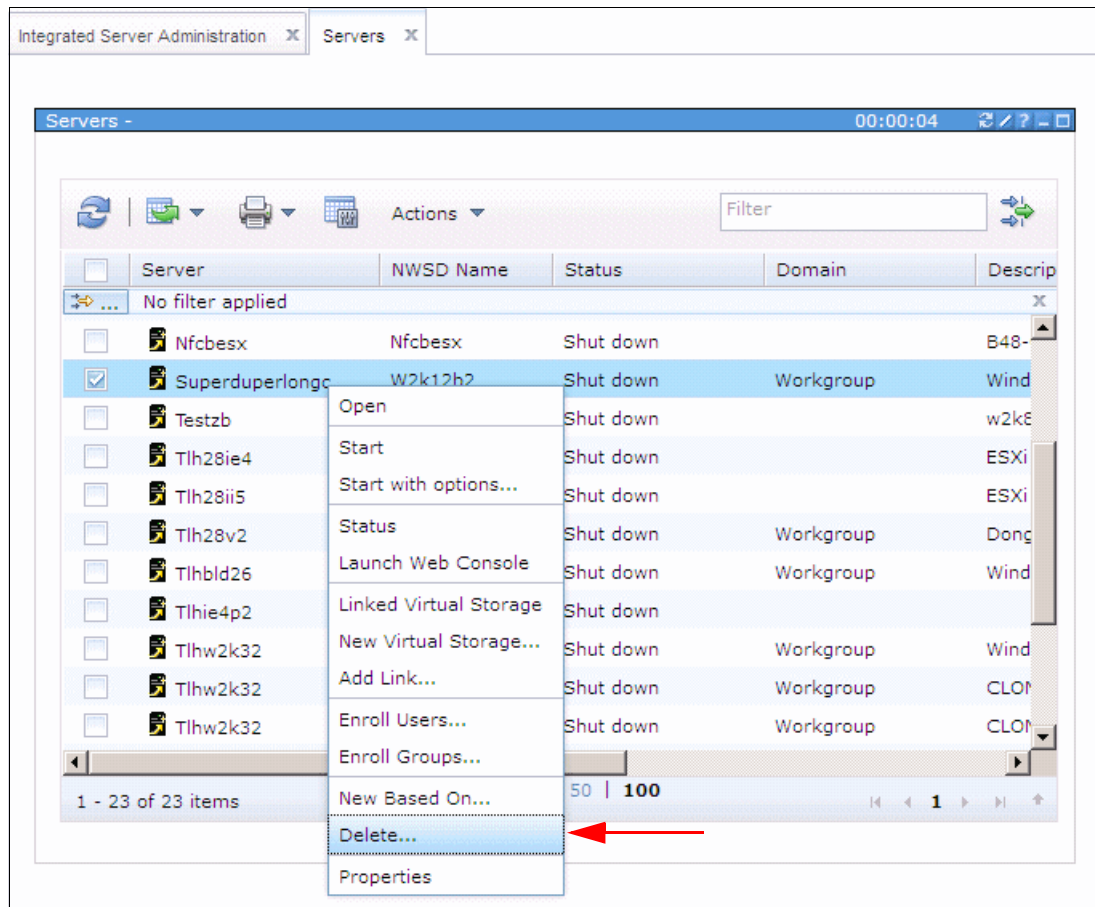 Integrated Server Administration X Servers X
Servers - 00:00:04 ?
Actions Filter
Server NWSD Name Status Domain Descrip
... No filter applied X
Nfcbesx Nfcbesx Shut down B48-
Superduperlongc W2k12b2 Shut down Workgroup Wind
Testzb Shut down w2k8
Tlh28ie4 Shut down ESXi
Tlh28ii5 Shut down ESXi
Tlh28v2 Shut down Workgroup Dong
Tlhbld26 Shut down Workgroup Wind
Tlhie4p2 Shut down
Tlhw2k32 Shut down Workgroup Wind
Tlhw2k32 Shut down Workgroup CLON
Tlhw2k32 Shut down Workgroup CLON
Open
Start
Start with options...
Status
Launch Web Console
Linked Virtual Storage
New Virtual Storage...
Add Link...
Enroll Users...
Enroll Groups...
New Based On...
Delete...
Properties
1 - 23 of 23 items 50 | 100 1